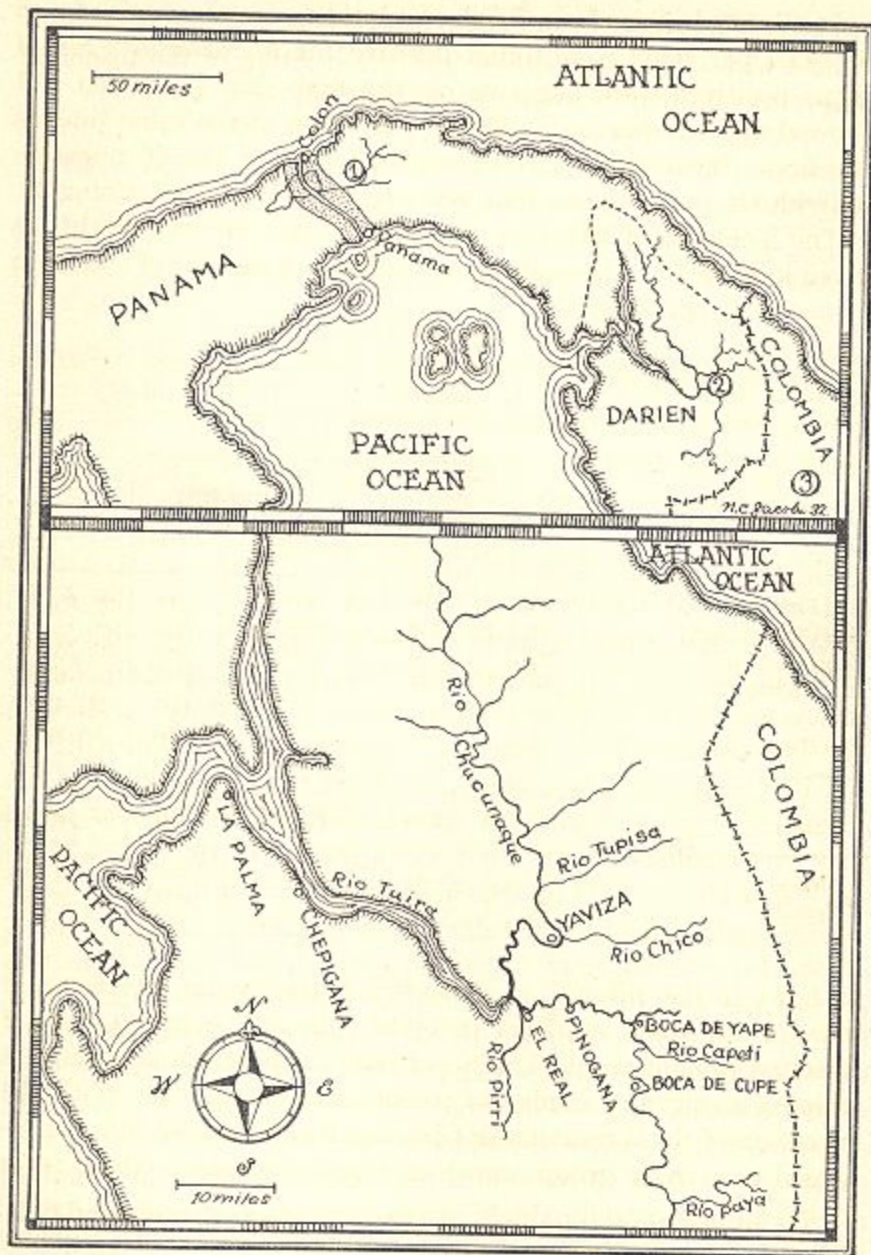 50 miles
ATLANTIC
OCEAN
Colon
1
Panama
PANAMA
COLOMBIA
2
DARIEN
PACIFIC
OCEAN
3
N.C. Jacob. 32
ATLANTIC
OCEAN
Rio
Chucunaque
COLOMBIA
Rio Tupisa
LA PALMA
PACIFIC
OCEAN
Rio Tuira
CHEPIGANA
YAVIZA
Rio Chico
N
W
E
S
10 miles
EL REAL
PINOGANA
Rio Pirri
BOCA DE YAPE
Rio Capeti
BOCA DE CUPE
Rio Paya